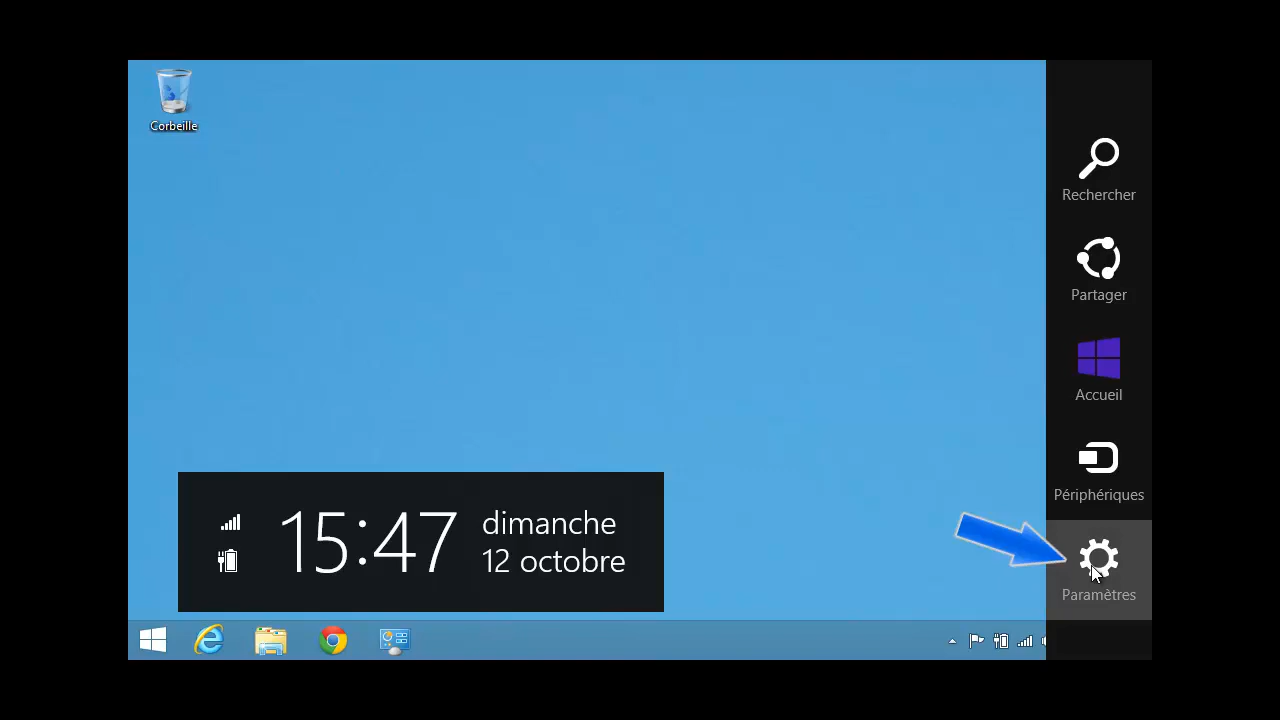 Corbeille
Rechercher
Partager
Accueil
Périphériques
Paramètres
15:47
dimanche
12 octobre